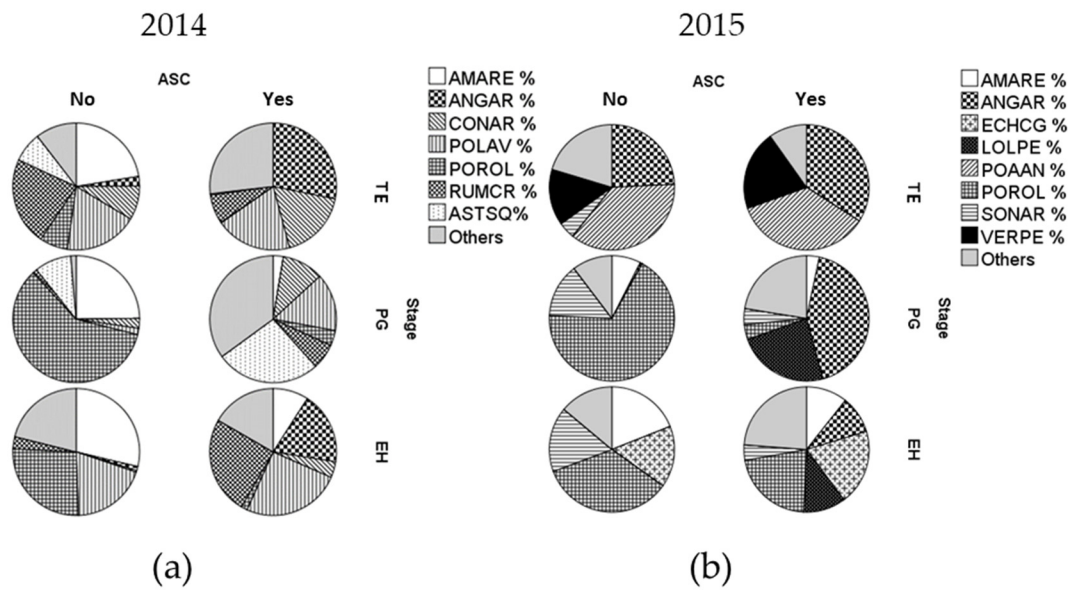 2014
ASC
No
Yes
TE
PG
EH
Stage
AMARE %
ANGAR %
CONAR %
POLAV %
POROL %
RUMCR %
ASTSQ%
Others
(a)
2015
ASC
No
Yes
TE
PG
EH
Stage
AMARE %
ANGAR %
ECHCG %
LOLPE %
POAAN %
POROL %
SONAR %
VERPE %
Others
(b)